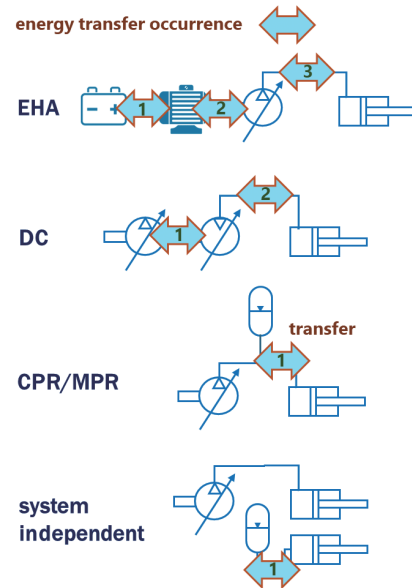 energy transfer occurrence
EHA
1
2
3
DC
1
2
transfer
CPR/MPR
1
system
independent
1